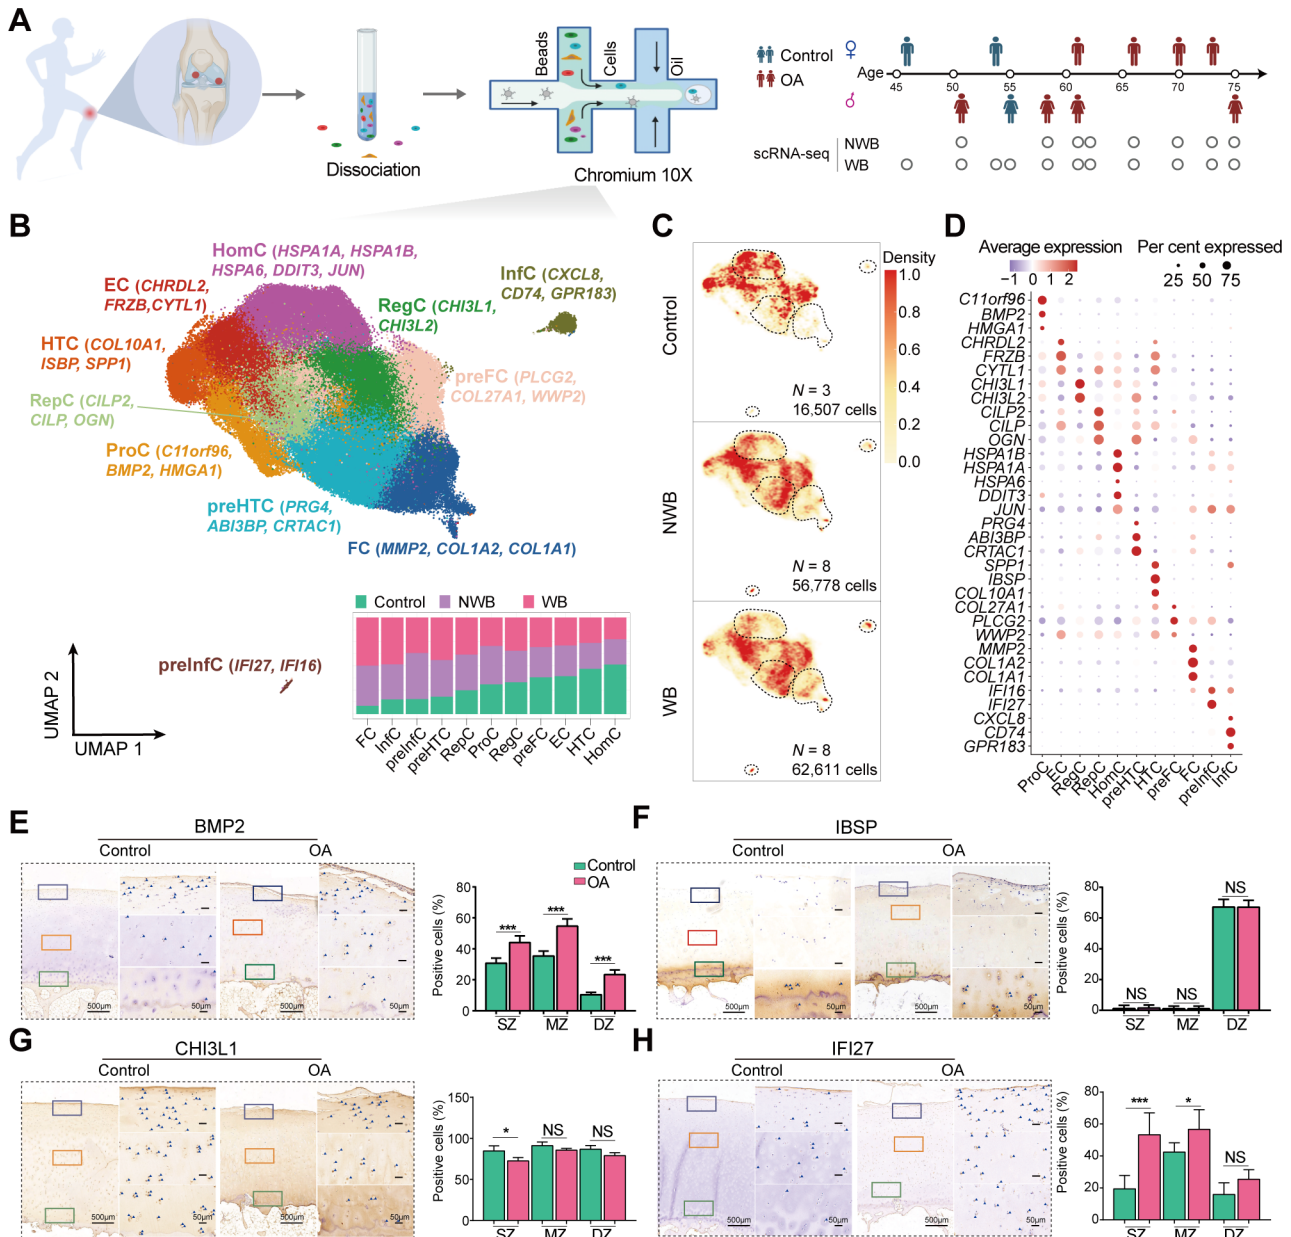 A
Dissociation
Beads
Cells
Oil
Chromium 10X
Control
OA
♀
Age
♂
45 50 55 60 65 70 75
scRNA-seq
NWB
WB
B
HomC (HSPA1A, HSPA1B,
HSPA6, DDIT3, JUN)
EC (CHRDL2,
FRZB,CYTL1)
InfC (CXCL8,
CD74, GPR183)
RegC (CHI3L1,
CHI3L2)
HTC (COL10A1,
ISBP, SPP1)
preFC (PLCG2,
COL27A1, WWP2)
RepC (CILP2,
CILP, OGN)
ProC (C11orf96,
BMP2, HMGA1)
preHTC (PRG4,
ABI3BP, CRTAC1)
FC (MMP2, COL1A2, COL1A1)
preInfC (IFI27, IFI16)
UMAP 2
UMAP 1
Control NWB WB
FC InfC preInfC preHTC RepC ProC RegC preFC EC HTC HomC
C
Control
N = 3
16,507 cells
NWB
N = 8
56,778 cells
WB
N = 8
62,611 cells
Density
1.0
0.8
0.6
0.4
0.2
0.0
D
Average expression
−1 0 1 2
Per cent expressed
25 50 75
C11orf96
BMP2
HMGA1
CHRDL2
FRZB
CYTL1
CHI3L1
CHI3L2
CILP2
CILP
OGN
HSPA1B
HSPA1A
HSPA6
DDIT3
JUN
PRG4
ABI3BP
CRTAC1
SPP1
IBSP
COL10A1
COL27A1
PLCG2
WWP2
MMP2
COL1A2
COL1A1
IFI16
IFI27
CXCL8
CD74
GPR183
ProC EC RegC RepC HomC preHTC HTC preFC FC preInfC InfC
E
BMP2
Control OA
500µm 50µm 500µm 50µm
Control
OA
Positive cells (%)
80
60
40
20
0
*** *** ***
SZ MZ DZ
F
IBSP
Control OA
500µm 50µm 500µm 50µm
Positive cells (%)
80
60
40
20
0
NS NS NS
SZ MZ DZ
G
CHI3L1
Control OA
500µm 50µm 500µm 50µm
Positive cells (%)
150
100
50
0
* NS NS
SZ MZ DZ
H
IFI27
Control OA
500µm 50µm 500µm 50µm
Positive cells (%)
80
60
40
20
0
*** * NS
SZ MZ DZ